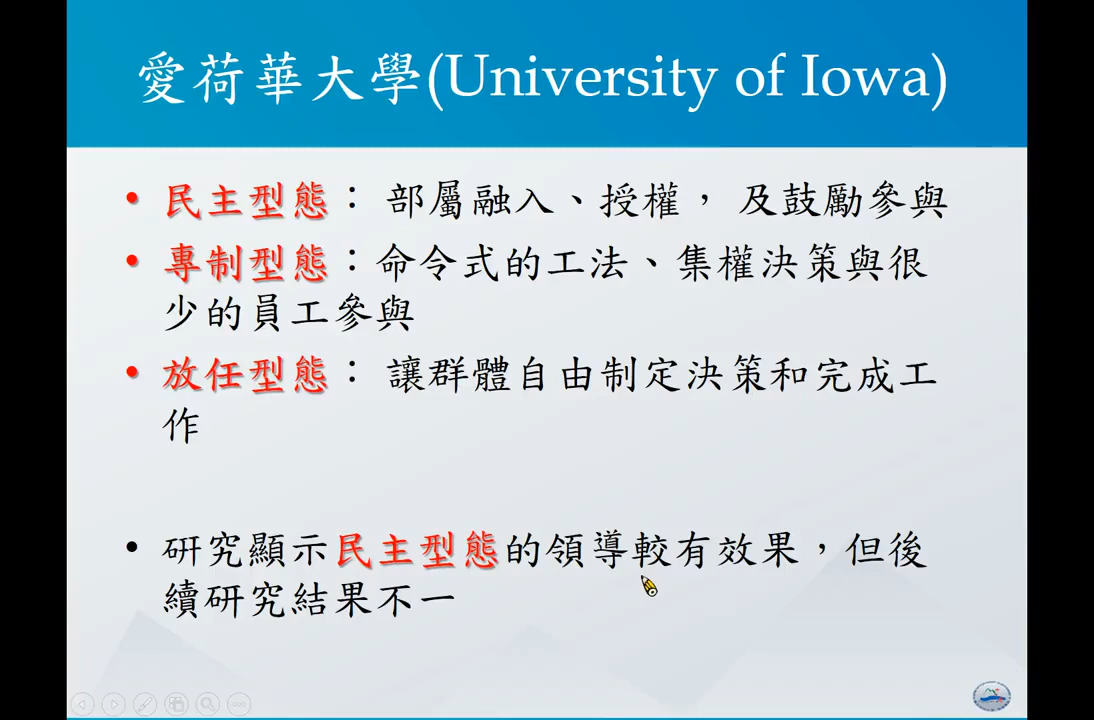 愛荷華大學(University of Iowa)
• 民主型態： 部屬融入、授權， 及鼓勵參與
• 專制型態：命令式的工法、集權決策與很
少的員工參與
• 放任型態： 讓群體自由制定決策和完成工
作
• 研究顯示民主型態的領導較有效果，但後
續研究結果不一